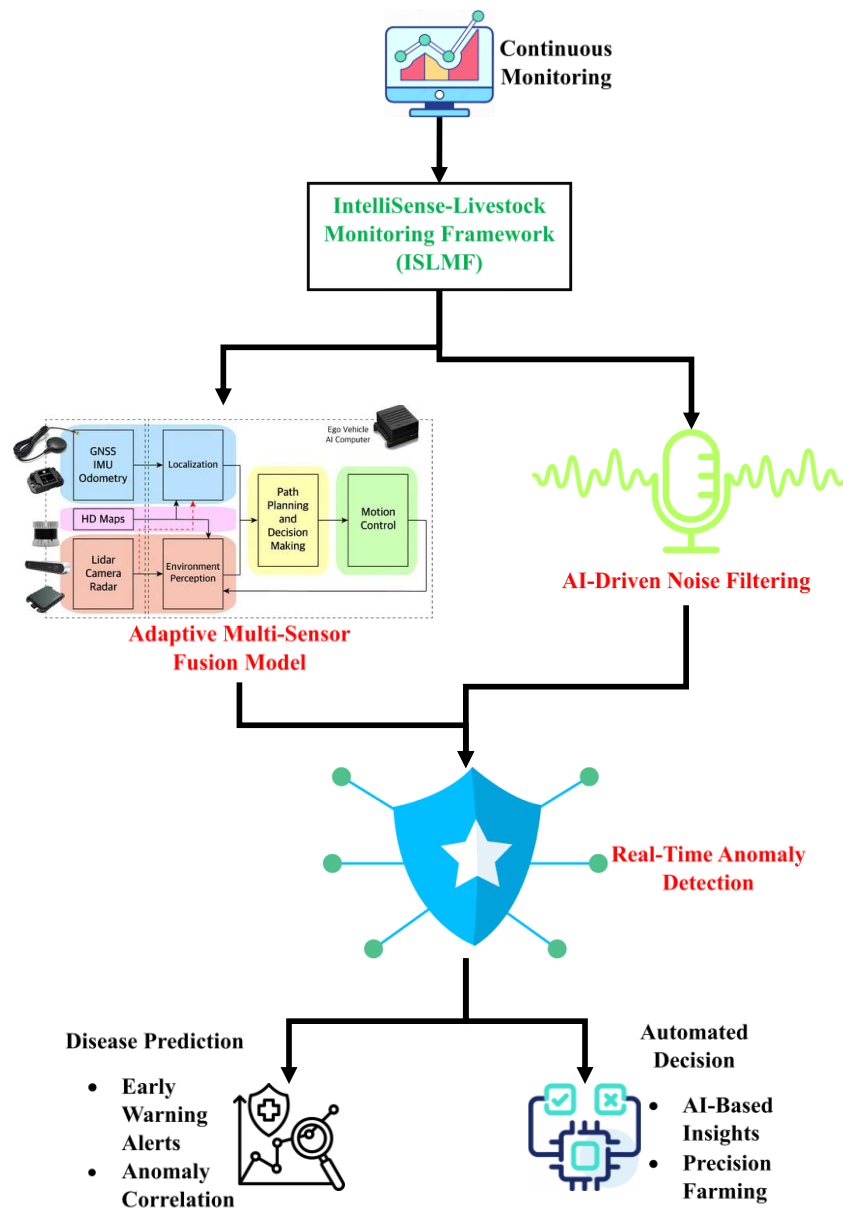 Continuous
Monitoring
IntelliSense-Livestock
Monitoring Framework
(ISLMF)
Ego Vehicle
AI Computer
GNSS
IMU
Odometry
Localization
HD Maps
Path
Planning
and
Decision
Making
Motion
Control
Lidar
Camera
Radar
Environment
Perception
Adaptive Multi-Sensor
Fusion Model
AI-Driven Noise Filtering
Real-Time Anomaly
Detection
Disease Prediction
• Early
Warning
Alerts
• Anomaly
Correlation
Automated
Decision
• AI-Based
Insights
• Precision
Farming